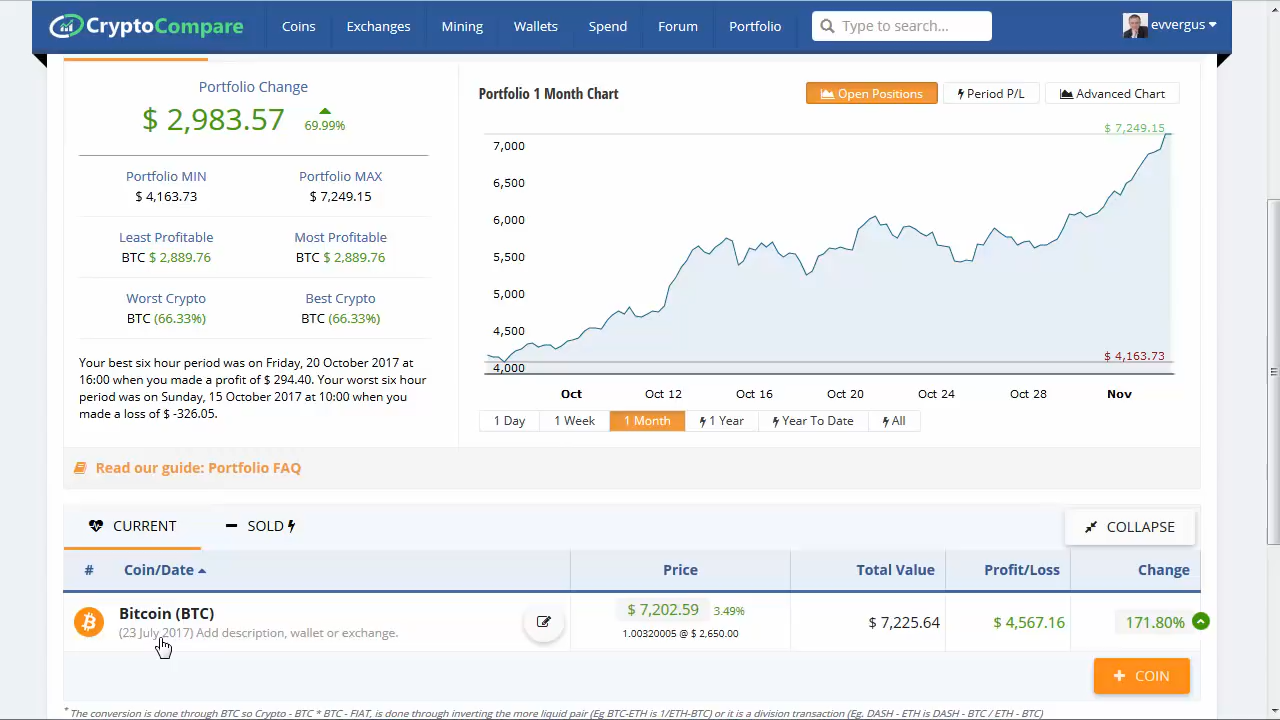 CryptoCompare
Coins
Exchanges
Mining
Wallets
Spend
Forum
Portfolio
Type to search...
evvergus
Portfolio Change
$ 2,983.57
69.99%
Portfolio MIN
$ 4,163.73
Portfolio MAX
$ 7,249.15
Least Profitable
BTC $ 2,889.76
Most Profitable
BTC $ 2,889.76
Worst Crypto
BTC (66.33%)
Best Crypto
BTC (66.33%)
Your best six hour period was on Friday, 20 October 2017 at
16:00 when you made a profit of $ 294.40. Your worst six hour
period was on Sunday, 15 October 2017 at 10:00 when you
made a loss of $ -326.05.
Portfolio 1 Month Chart
Open Positions
Period P/L
Advanced Chart
$ 7,249.15
7,000
6,500
6,000
5,500
5,000
4,500
4,000
$ 4,163.73
Oct
Oct 12
Oct 16
Oct 20
Oct 24
Oct 28
Nov
1 Day
1 Week
1 Month
1 Year
Year To Date
All
Read our guide: Portfolio FAQ
CURRENT
SOLD
COLLAPSE
#
Coin/Date
Price
Total Value
Profit/Loss
Change
Bitcoin (BTC)
(23 July 2017) Add description, wallet or exchange.
$ 7,202.59 3.49%
1.00320005 @ $ 2,650.00
$ 7,225.64
$ 4,567.16
171.80%
+ COIN
* The conversion is done through BTC so Crypto - BTC * BTC - FIAT, is done through inverting the more liquid pair (Eg BTC-ETH is 1/ETH-BTC) or it is a division transaction (Eg. DASH - ETH is DASH - BTC / ETH - BTC)